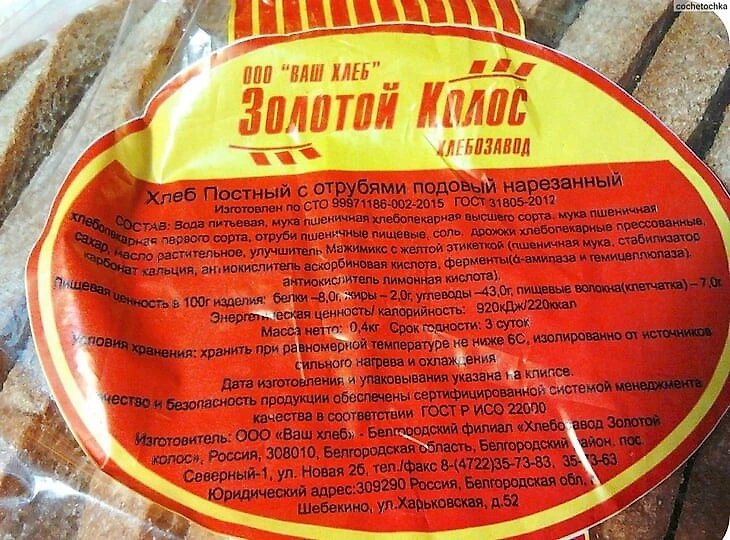 cochetochka
ООО "ВАШ ХЛЕБ"
ЗОЛОТОЙ КОЛОС
ХЛЕБОЗАВОД
Хлеб Постный с отрубями подовый нарезанный
Изготовлен по СТО 99971186-002-2015 ГОСТ 31805-2012
СОСТАВ: Вода питьевая, мука пшеничная хлебопекарная высшего сорта, мука пшеничная
хлебопекарная первого сорта, отруби пшеничные пищевые, соль, дрожжи хлебопекарные прессованные,
сахар, масло растительное, улучшитель Мажимикс с желтой этикеткой (пшеничная мука, стабилизатор
карбонат кальция, антиокислитель аскорбиновая кислота, ферменты(α-амилаза и гемицеллюлаза),
антиокислитель лимонная кислота).
Пищевая ценность в 100г изделия: белки –8,0г, жиры – 2,0г, углеводы –43,0г, пищевые волокна(клетчатка) – 7,0г.
Энергетическая ценность/ калорийность: 920кДж/220ккал
Масса нетто: 0,4кг Срок годности: 3 суток
Условия хранения: хранить при равномерной температуре не ниже 6С, изолированно от источников
сильного нагрева и охлаждения
Дата изготовления и упаковывания указана на клипсе.
Качество и безопасность продукции обеспечены сертифицированной системой менеджмента
качества в соответствии ГОСТ Р ИСО 22000
Изготовитель: ООО «Ваш хлеб» - Белгородский филиал «Хлебозавод Золотой
колос», Россия, 308010, Белгородская область, Белгородский район, пос.
Северный-1, ул. Новая 2б, тел./факс 8-(4722)35-73-83, 35-73-63
Юридический адрес:309290 Россия, Белгородская обл. г.
Шебекино, ул.Харьковская, д.52